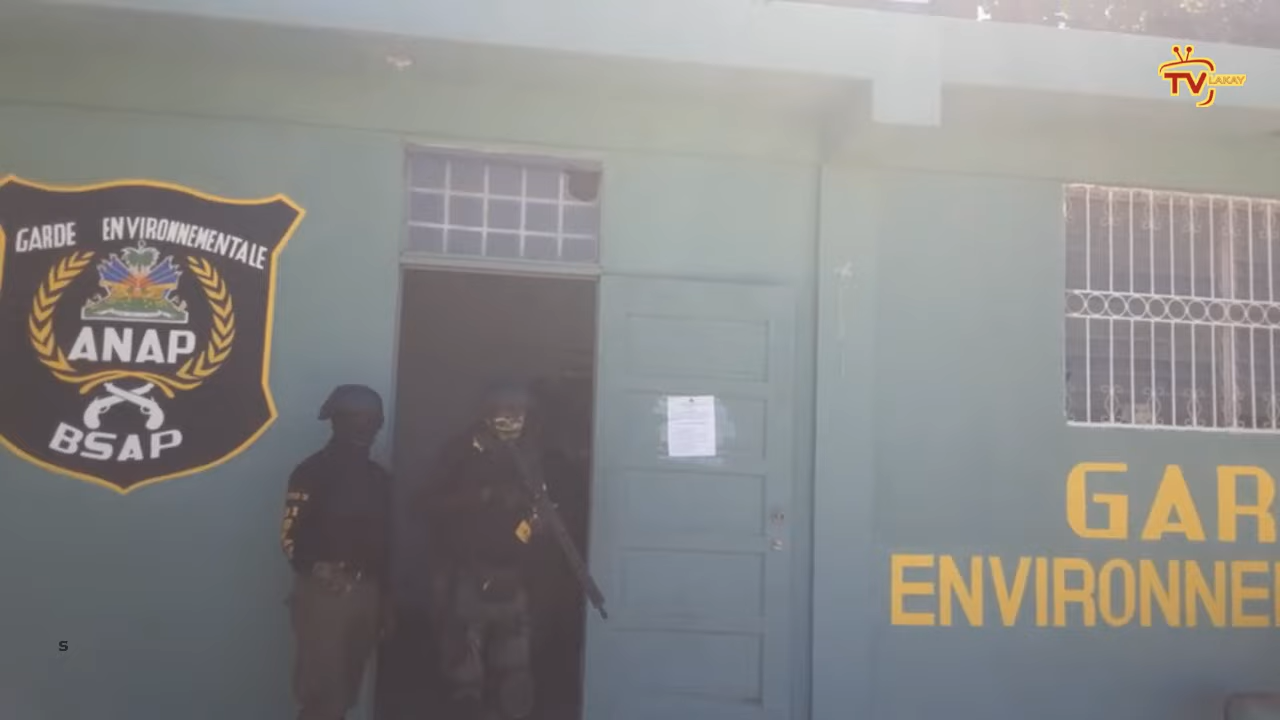 TV LAKAY
GARDE ENVIRONNEMENTALE
ANAP
BSAP
GAR
ENVIRONNE
s